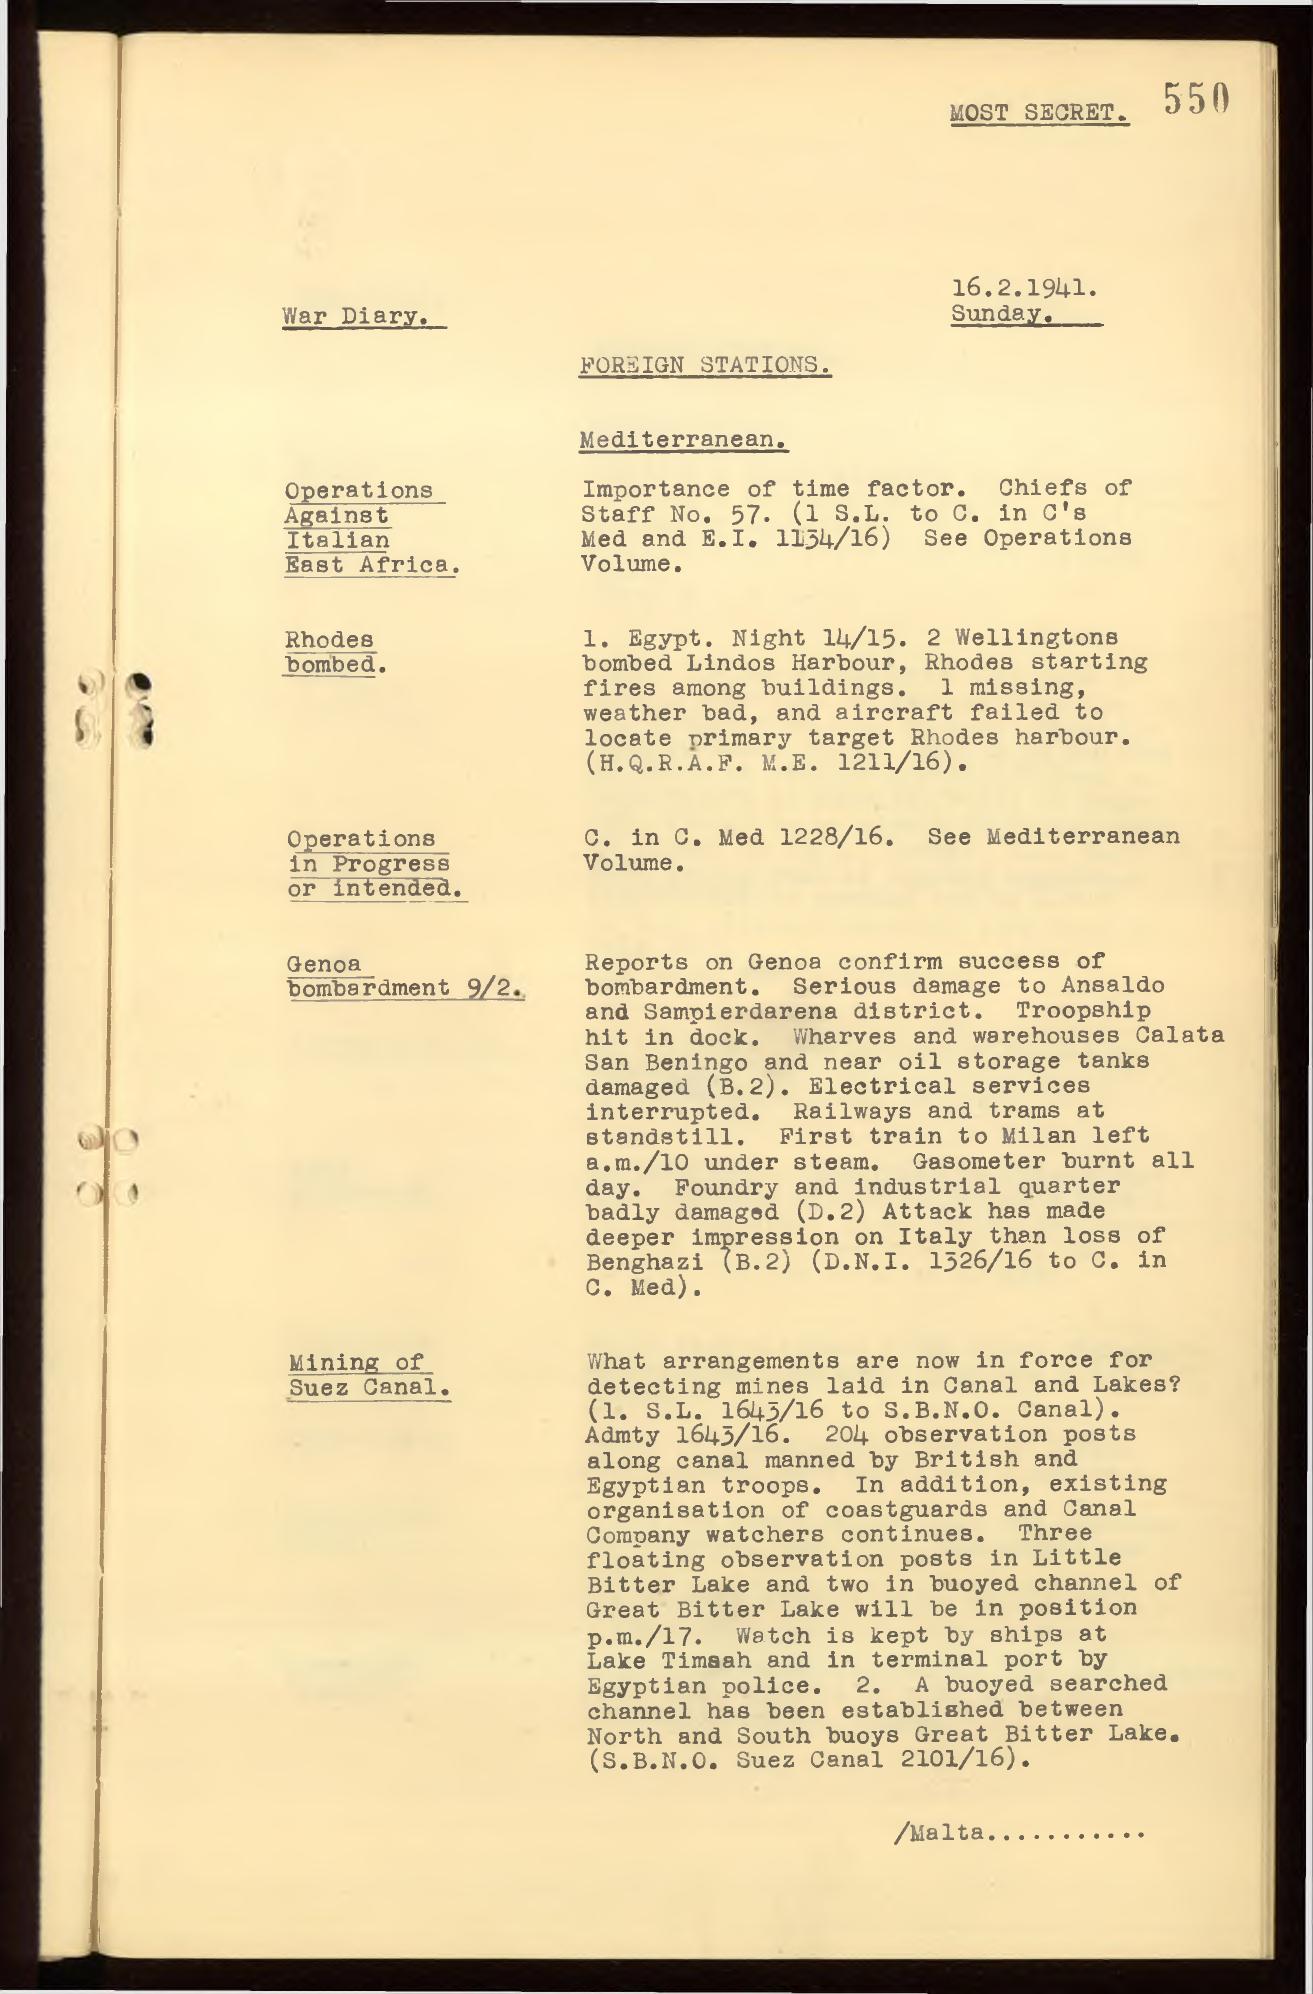 MOST SECRET. 550
16.2.1941.
War Diary. Sunday.
FOREIGN STATIONS.
Mediterranean.
Operations
Against
Italian
East Africa.
Importance of time factor. Chiefs of
Staff No. 57. (1 S.L. to C. in C's
Med and E.I. 1134/16) See Operations
Volume.
Rhodes
bombed.
1. Egypt. Night 14/15. 2 Wellingtons
bombed Lindos Harbour, Rhodes starting
fires among buildings. 1 missing,
weather bad, and aircraft failed to
locate primary target Rhodes harbour.
(H.Q.R.A.F. M.E. 1211/16).
Operations
in Progress
or intended.
C. in C. Med 1228/16. See Mediterranean
Volume.
Genoa
bombardment 9/2.
Reports on Genoa confirm success of
bombardment. Serious damage to Ansaldo
and Sampierdarena district. Troopship
hit in dock. Wharves and warehouses Calata
San Beningo and near oil storage tanks
damaged (B.2). Electrical services
interrupted. Railways and trams at
standstill. First train to Milan left
a.m./10 under steam. Gasometer burnt all
day. Foundry and industrial quarter
badly damaged (D.2) Attack has made
deeper impression on Italy than loss of
Benghazi (B.2) (D.N.I. 1326/16 to C. in
C. Med).
Mining of
Suez Canal.
What arrangements are now in force for
detecting mines laid in Canal and Lakes?
(1. S.L. 1643/16 to S.B.N.O. Canal).
Admty 1643/16. 204 observation posts
along canal manned by British and
Egyptian troops. In addition, existing
organisation of coastguards and Canal
Company watchers continues. Three
floating observation posts in Little
Bitter Lake and two in buoyed channel of
Great Bitter Lake will be in position
p.m./17. Watch is kept by ships at
Lake Timsah and in terminal port by
Egyptian police. 2. A buoyed searched
channel has been established between
North and South buoys Great Bitter Lake.
(S.B.N.O. Suez Canal 2101/16).
/Malta...........